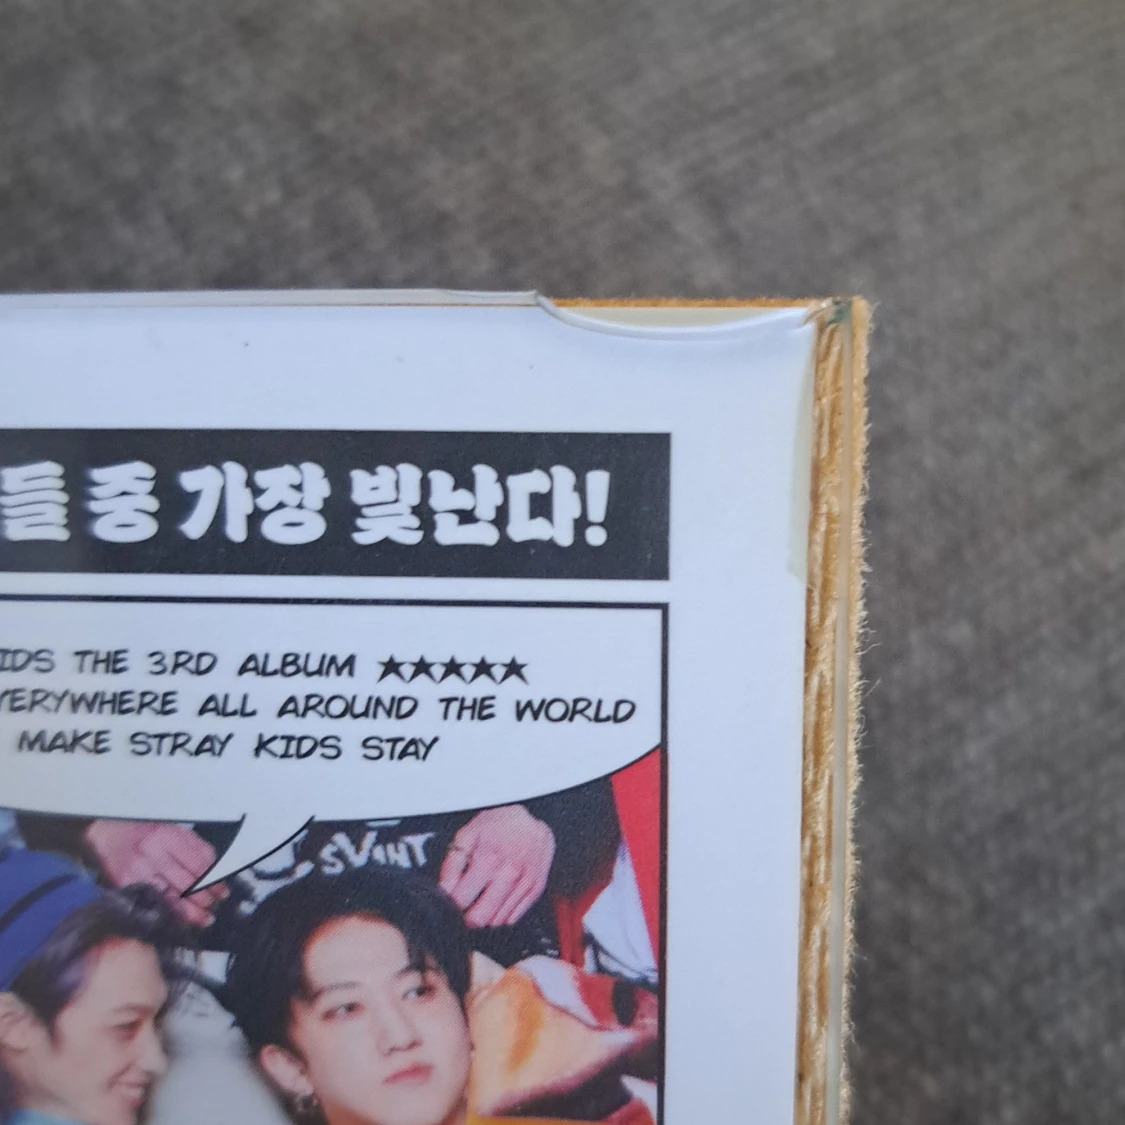 들 중 가장 빛난다!
IDS THE 3RD ALBUM ★★★★★
VERYWHERE ALL AROUND THE WORLD
MAKE STRAY KIDS STAY